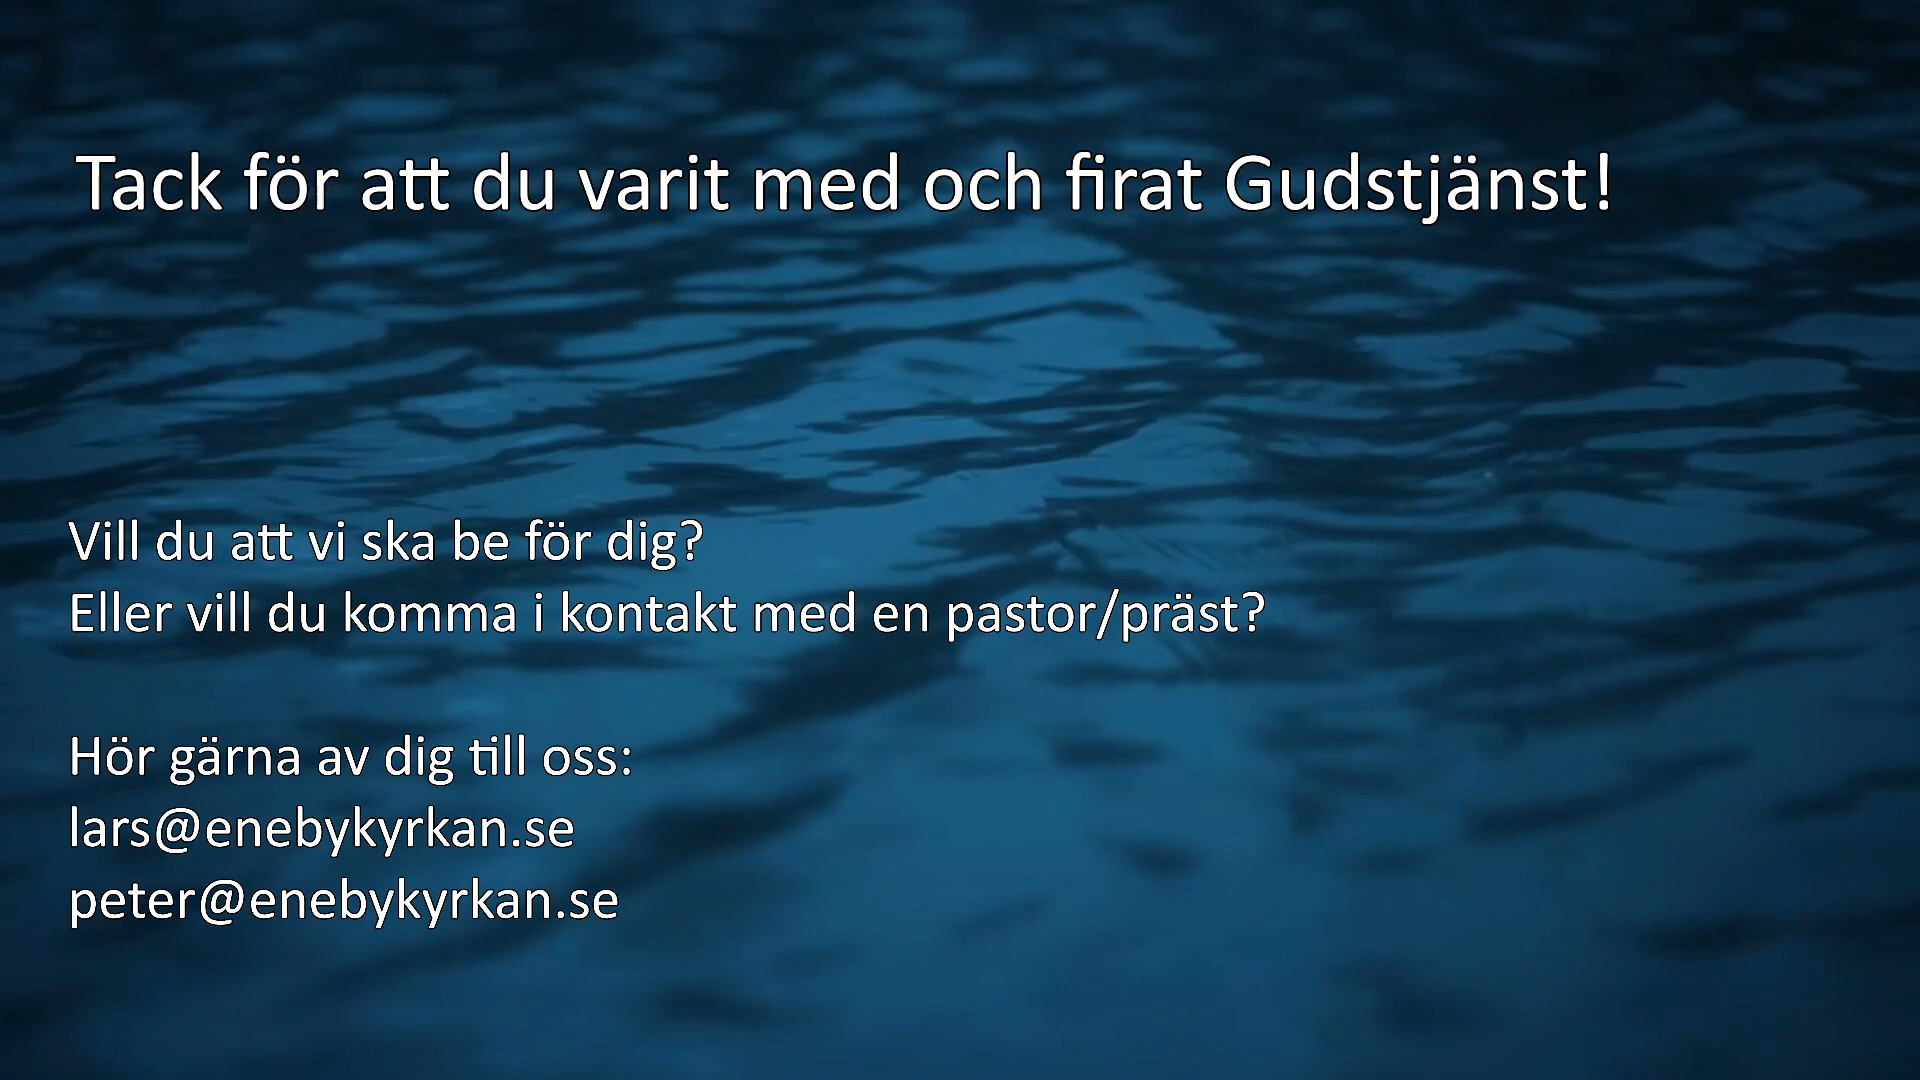 Tack för att du varit med och firat Gudstjänst!
Vill du att vi ska be för dig?
Eller vill du komma i kontakt med en pastor/präst?
Hör gärna av dig till oss:
lars@enebykyrkan.se
peter@enebykyrkan.se